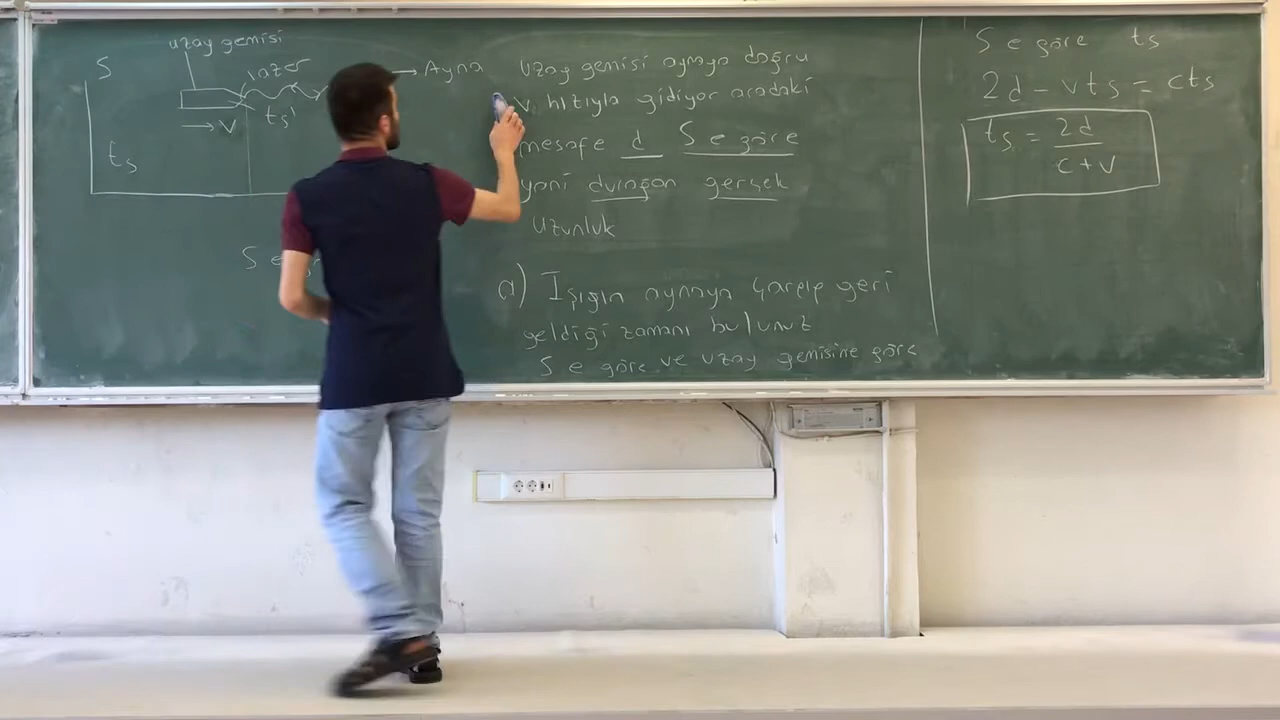 uzay gemisi
S
lazer
→ V
ts'
ts
S e
→ Ayna
uzay gemisi aynaya doğru
V hızıyla gidiyor aradaki
mesafe d S e göre
yani durağan gerçek
uzunluk
a) Işığın aynaya çarpıp geri
geldiği zamanı bulunuz
S e göre ve uzay gemisine göre
S e göre ts
2d - vts = cts
ts = 2d / c + v